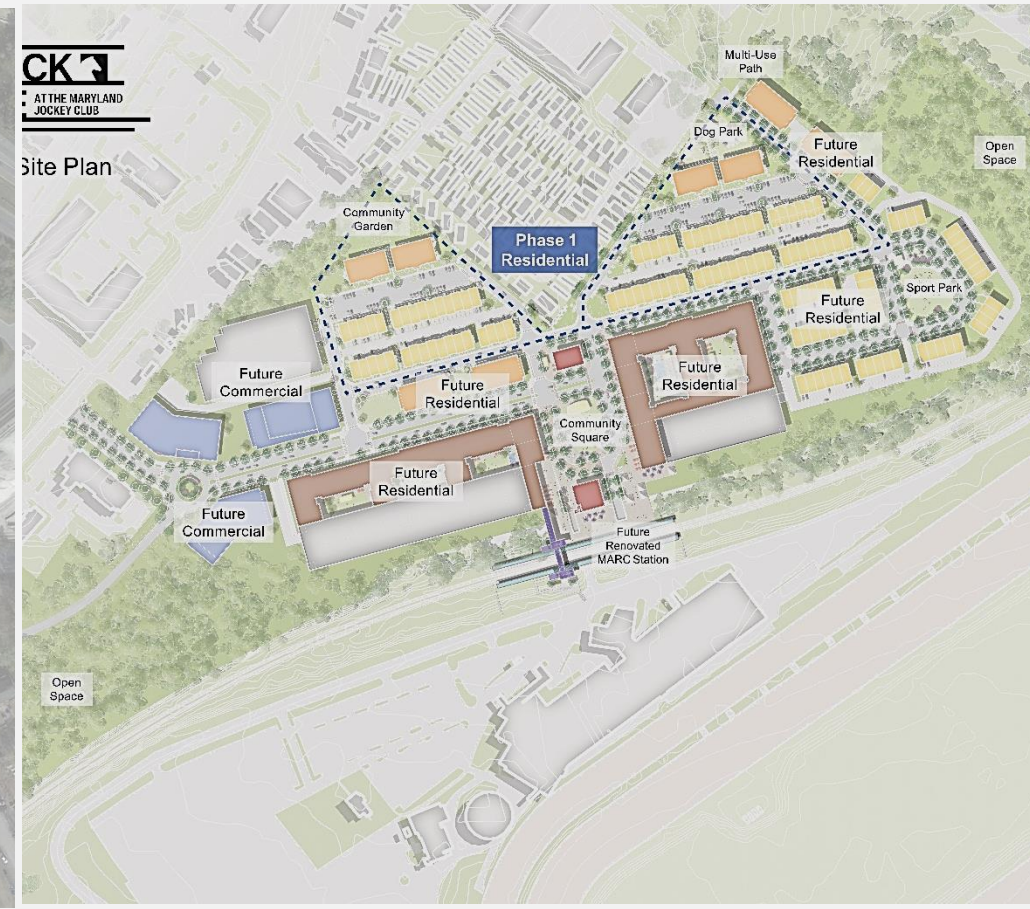 CK
AT THE MARYLAND
JOCKEY CLUB
Site Plan
Multi-Use
Path
Dog Park
Future
Residential
Open
Space
Community
Garden
Phase 1
Residential
Sport Park
Future
Residential
Future
Residential
Future
Commercial
Future
Residential
Community
Square
Future
Residential
Future
Commercial
Future
Renovated
MARC Station
Open
Space